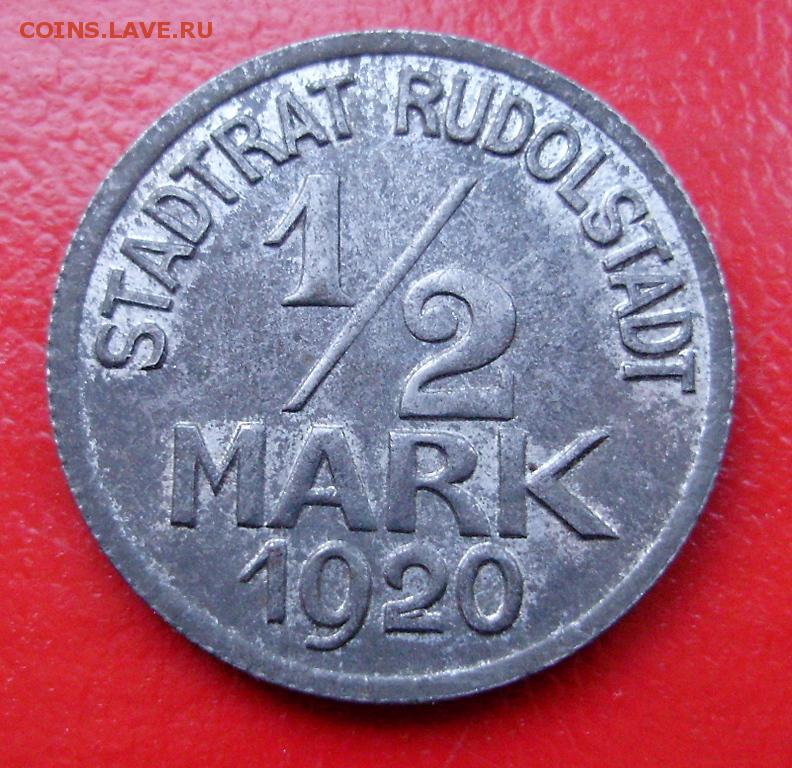 COINS.LAVE.RU
STADTRAT RUDOLSTADT
1/2
MARK
1920